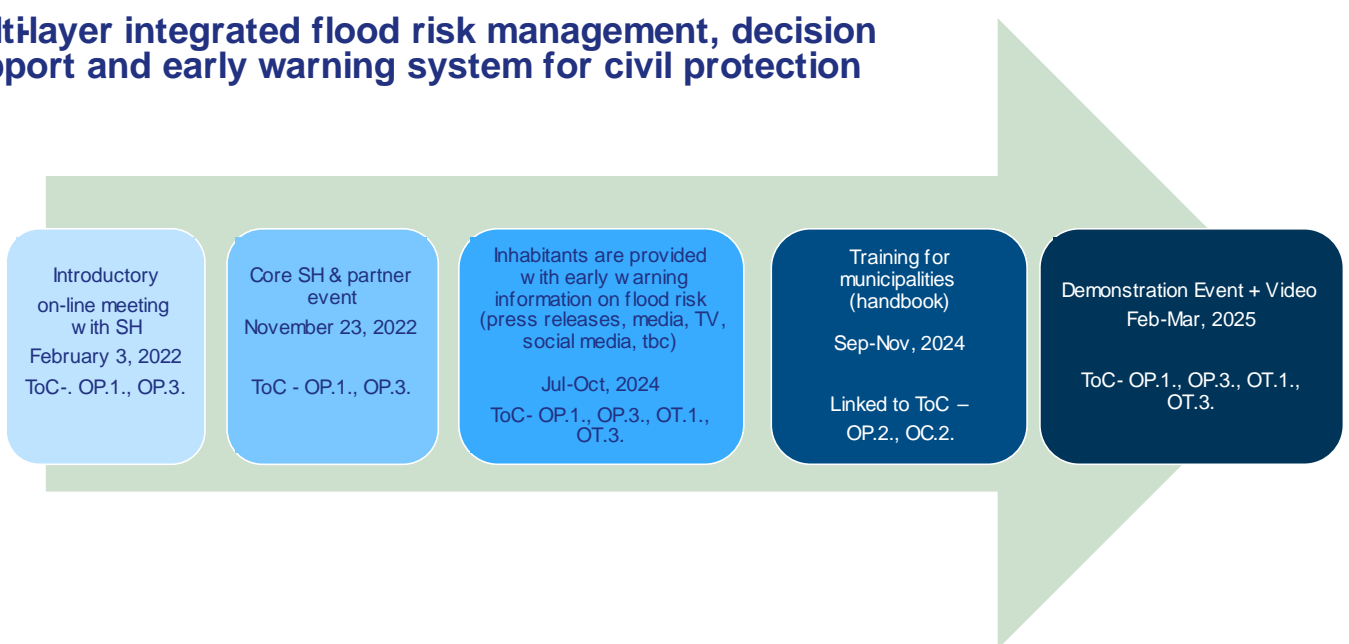 lti-layer integrated flood risk management, decision
pport and early warning system for civil protection
Introductory
on-line meeting
with SH
February 3, 2022
ToC-. OP.1., OP.3.
Core SH & partner
event
November 23, 2022
ToC - OP.1., OP.3.
Inhabitants are provided
with early warning
information on flood risk
(press releases, media, TV,
social media, tbc)
Jul-Oct, 2024
ToC- OP.1., OP.3., OT.1.,
OT.3.
Training for
municipalities
(handbook)
Sep-Nov, 2024
Linked to ToC –
OP.2., OC.2.
Demonstration Event + Video
Feb-Mar, 2025
ToC- OP.1., OP.3., OT.1.,
OT.3.